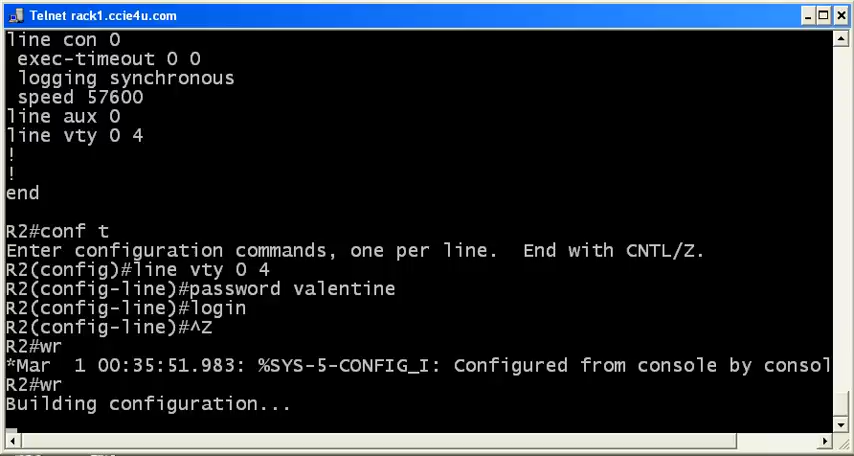 Telnet rack1.ccie4u.com
line con 0
 exec-timeout 0 0
 logging synchronous
 speed 57600
line aux 0
line vty 0 4
!
!
end
R2#conf t
Enter configuration commands, one per line.  End with CNTL/Z.
R2(config)#line vty 0 4
R2(config-line)#password valentine
R2(config-line)#login
R2(config-line)#^Z
R2#wr
*Mar  1 00:35:51.983: %SYS-5-CONFIG_I: Configured from console by consol
R2#wr
Building configuration...